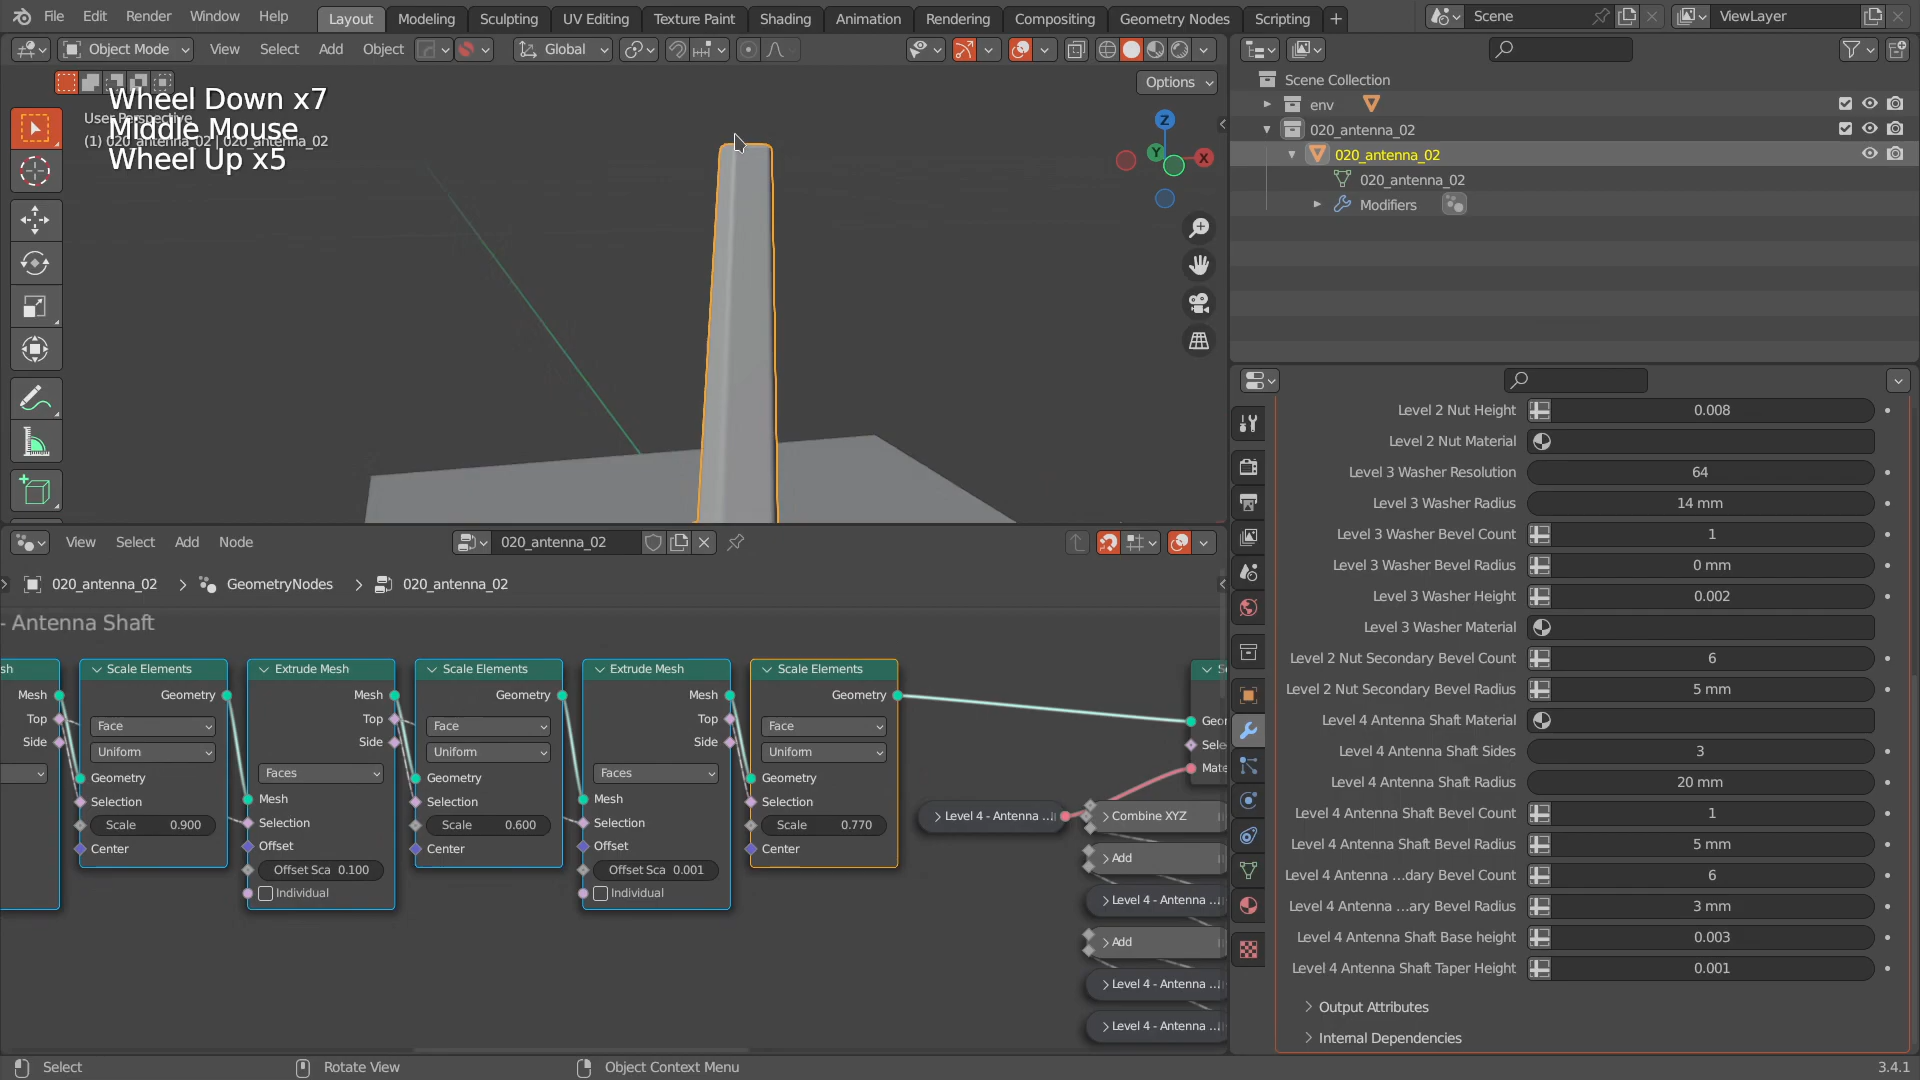 File Edit Render Window Help Layout Modeling Sculpting UV Editing Texture Paint Shading Animation Rendering Compositing Geometry Nodes Scripting + Scene ViewLayer
Object Mode View Select Add Object Global
Options
Wheel Down x7
User Perspective
Middle Mouse
(1) 020_antenna_02 | 020_antenna_02
Wheel Up x5
Z
Y
X
Scene Collection
env
020_antenna_02
020_antenna_02
020_antenna_02
Modifiers
Level 2 Nut Height 0.008
Level 2 Nut Material
Level 3 Washer Resolution 64
Level 3 Washer Radius 14 mm
Level 3 Washer Bevel Count 1
Level 3 Washer Bevel Radius 0 mm
Level 3 Washer Height 0.002
Level 3 Washer Material
Level 2 Nut Secondary Bevel Count 6
Level 2 Nut Secondary Bevel Radius 5 mm
Level 4 Antenna Shaft Material
Level 4 Antenna Shaft Sides 3
Level 4 Antenna Shaft Radius 20 mm
Level 4 Antenna Shaft Bevel Count 1
Level 4 Antenna Shaft Bevel Radius 5 mm
Level 4 Antenna ...dary Bevel Count 6
Level 4 Antenna ...ary Bevel Radius 3 mm
Level 4 Antenna Shaft Base height 0.003
Level 4 Antenna Shaft Taper Height 0.001
Output Attributes
Internal Dependencies
View Select Add Node 020_antenna_02
020_antenna_02 > GeometryNodes > 020_antenna_02
- Antenna Shaft
sh
Mesh
Top
Side
Scale Elements
Geometry
Face
Uniform
Geometry
Selection
Scale 0.900
Center
Extrude Mesh
Mesh
Top
Side
Faces
Mesh
Selection
Offset
Offset Sca 0.100
Individual
Scale Elements
Geometry
Face
Uniform
Geometry
Selection
Scale 0.600
Center
Extrude Mesh
Mesh
Top
Side
Faces
Mesh
Selection
Offset
Offset Sca 0.001
Individual
Scale Elements
Geometry
Face
Uniform
Geometry
Selection
Scale 0.770
Center
Level 4 - Antenna ...
S
Geor
Sele
Mate
Combine XYZ
Add
Level 4 - Antenna ...
Add
Level 4 - Antenna ...
Level 4 - Antenna ...
Select Rotate View Object Context Menu 3.4.1